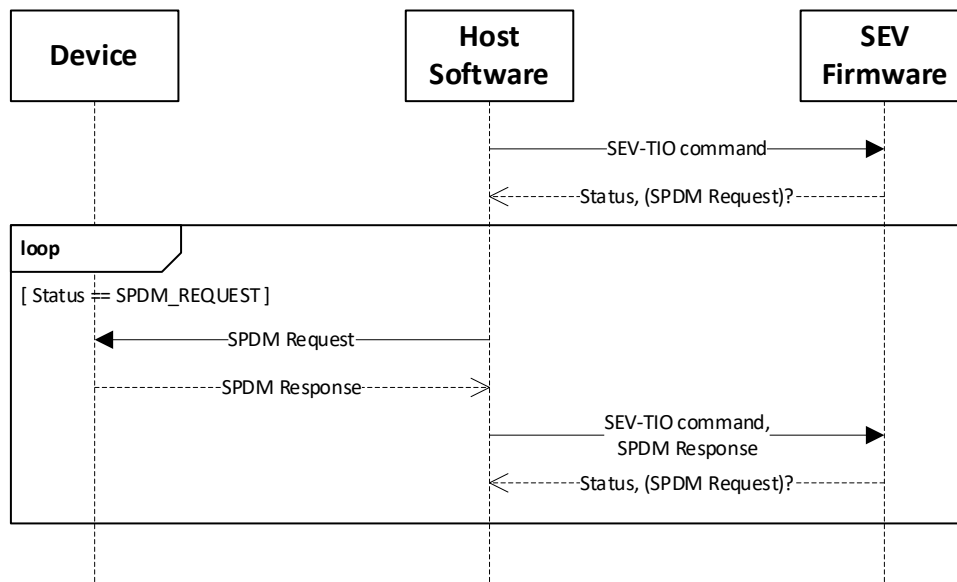 Device
Host
Software
SEV
Firmware
SEV-TIO command
Status, (SPDM Request)?
loop
[ Status == SPDM_REQUEST ]
SPDM Request
SPDM Response
SEV-TIO command,
SPDM Response
Status, (SPDM Request)?